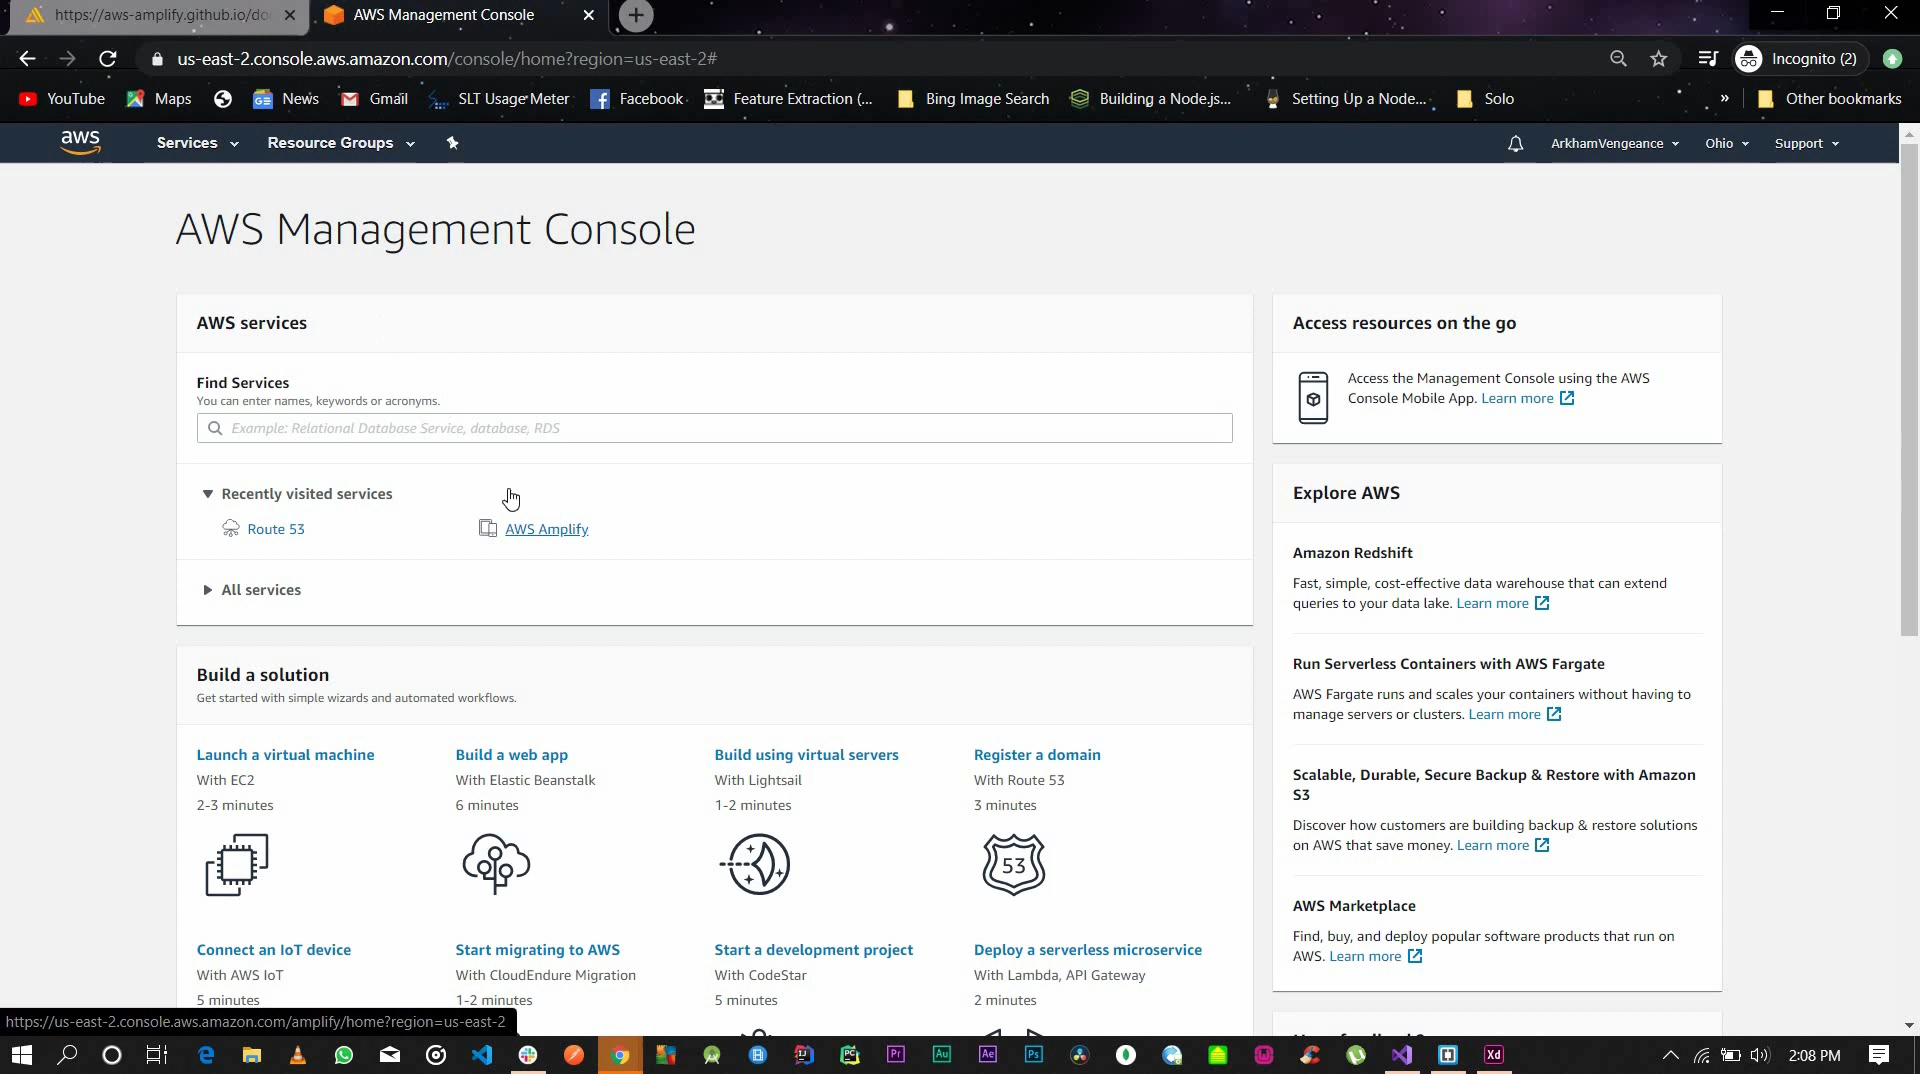 https://aws-amplify.github.io/do
AWS Management Console
us-east-2.console.aws.amazon.com/console/home?region=us-east-2#
Incognito (2)
YouTube
Maps
News
Gmail
SLT Usage Meter
Facebook
Feature Extraction (...
Bing Image Search
Building a Node.js...
Setting Up a Node...
Solo
»
Other bookmarks
aws
Services
Resource Groups
ArkhamVengeance
Ohio
Support
AWS Management Console
AWS services
Find Services
You can enter names, keywords or acronyms.
Example: Relational Database Service, database, RDS
Recently visited services
Route 53
AWS Amplify
All services
Build a solution
Get started with simple wizards and automated workflows.
Launch a virtual machine
With EC2
2-3 minutes
Build a web app
With Elastic Beanstalk
6 minutes
Build using virtual servers
With Lightsail
1-2 minutes
Register a domain
With Route 53
3 minutes
53
Connect an IoT device
With AWS IoT
5 minutes
Start migrating to AWS
With CloudEndure Migration
1-2 minutes
Start a development project
With CodeStar
5 minutes
Deploy a serverless microservice
With Lambda, API Gateway
2 minutes
Access resources on the go
Access the Management Console using the AWS
Console Mobile App. Learn more
Explore AWS
Amazon Redshift
Fast, simple, cost-effective data warehouse that can extend
queries to your data lake. Learn more
Run Serverless Containers with AWS Fargate
AWS Fargate runs and scales your containers without having to
manage servers or clusters. Learn more
Scalable, Durable, Secure Backup & Restore with Amazon
S3
Discover how customers are building backup & restore solutions
on AWS that save money. Learn more
AWS Marketplace
Find, buy, and deploy popular software products that run on
AWS. Learn more
https://us-east-2.console.aws.amazon.com/amplify/home?region=us-east-2
IJ
PC
Pr
Au
Ae
Ps
Xd
2:08 PM